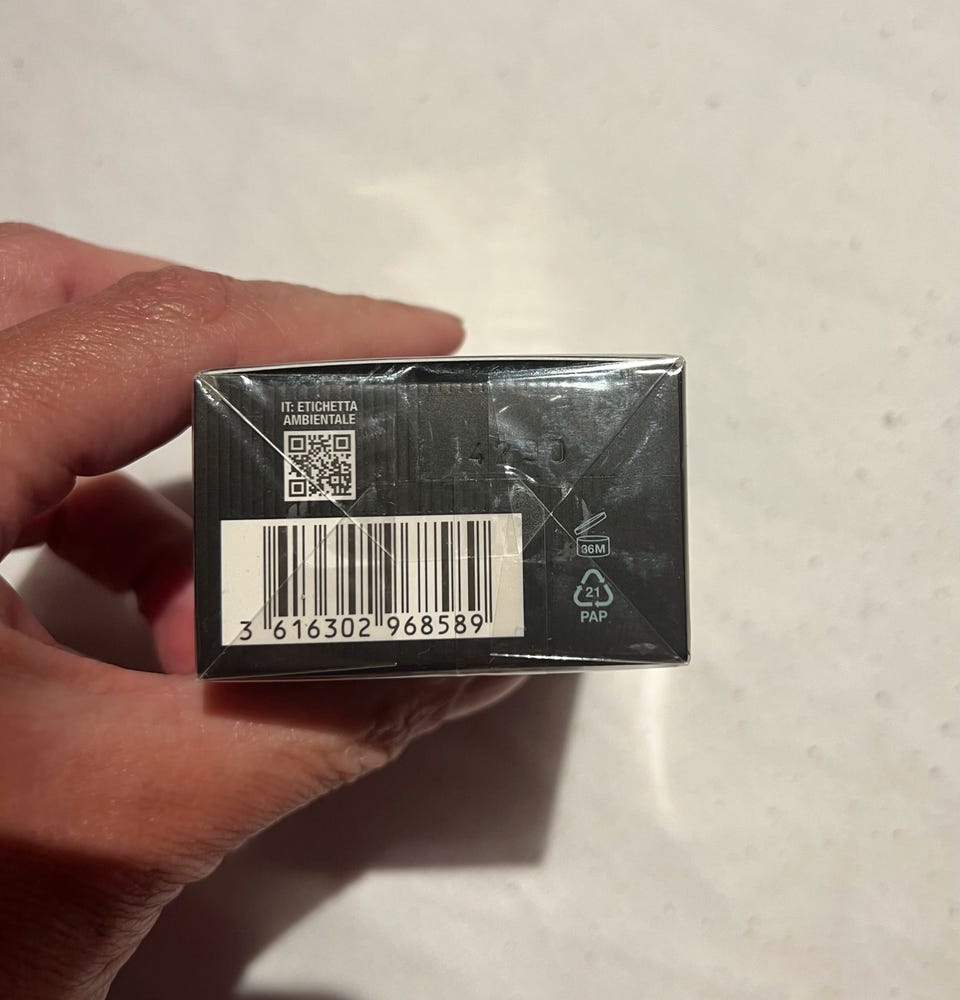 IT: ETICHETTA
AMBIENTALE
36M
21
PAP
3 616302 968589